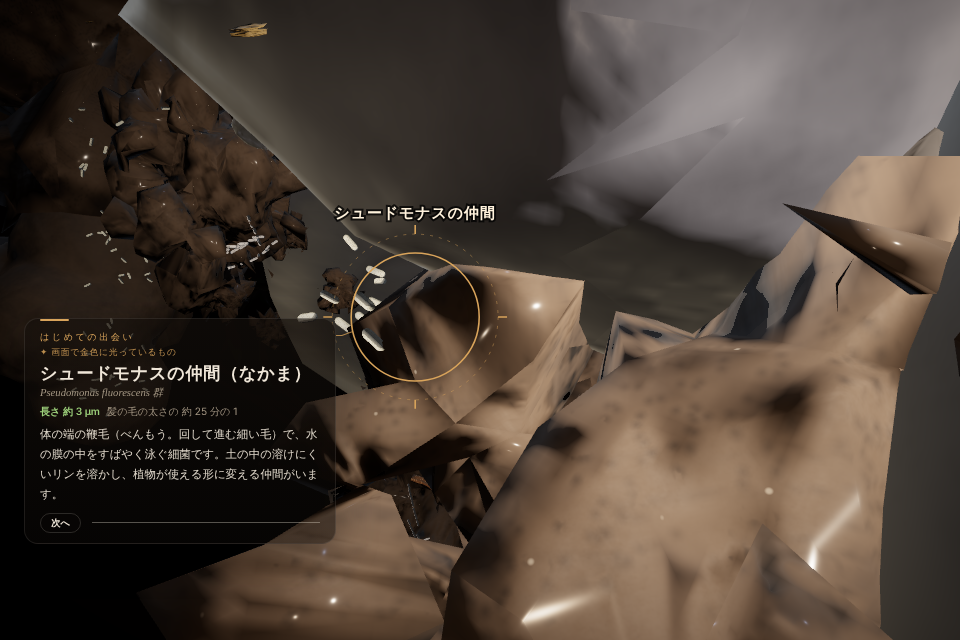 シュードモナスの仲間
はじめての出会い
✦ 画面で金色に光っているもの
シュードモナスの仲間（なかま）
Pseudomonas fluorescens 群
長さ 約 3 μm 髪の毛の太さの 約 25 分の 1
体の端の鞭毛（べんもう。回して進む細い毛）で、水
の膜の中をすばやく泳ぐ細菌です。土の中の溶けにく
いリンを溶かし、植物が使える形に変える仲間がいま
す。
次へ